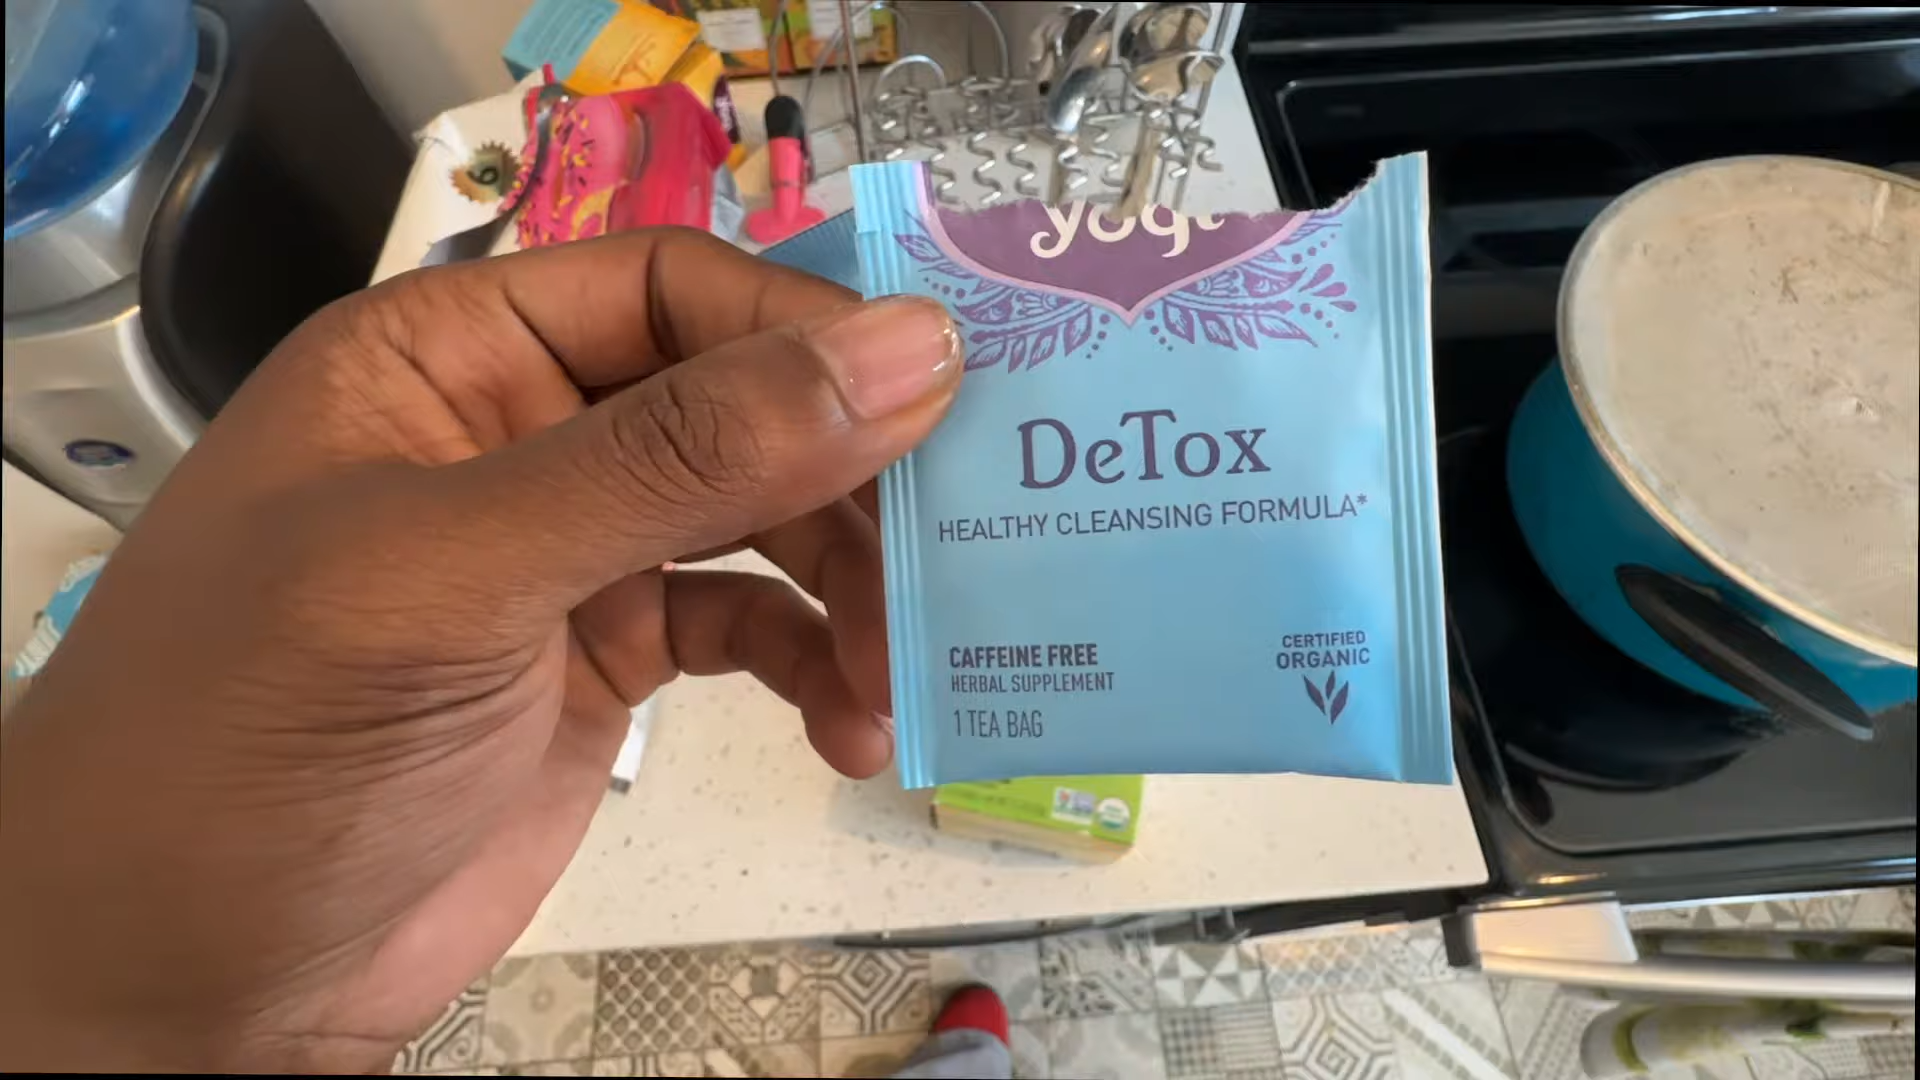 yogi
DeTox
HEALTHY CLEANSING FORMULA*
CAFFEINE FREE
HERBAL SUPPLEMENT
1 TEA BAG
CERTIFIED
ORGANIC